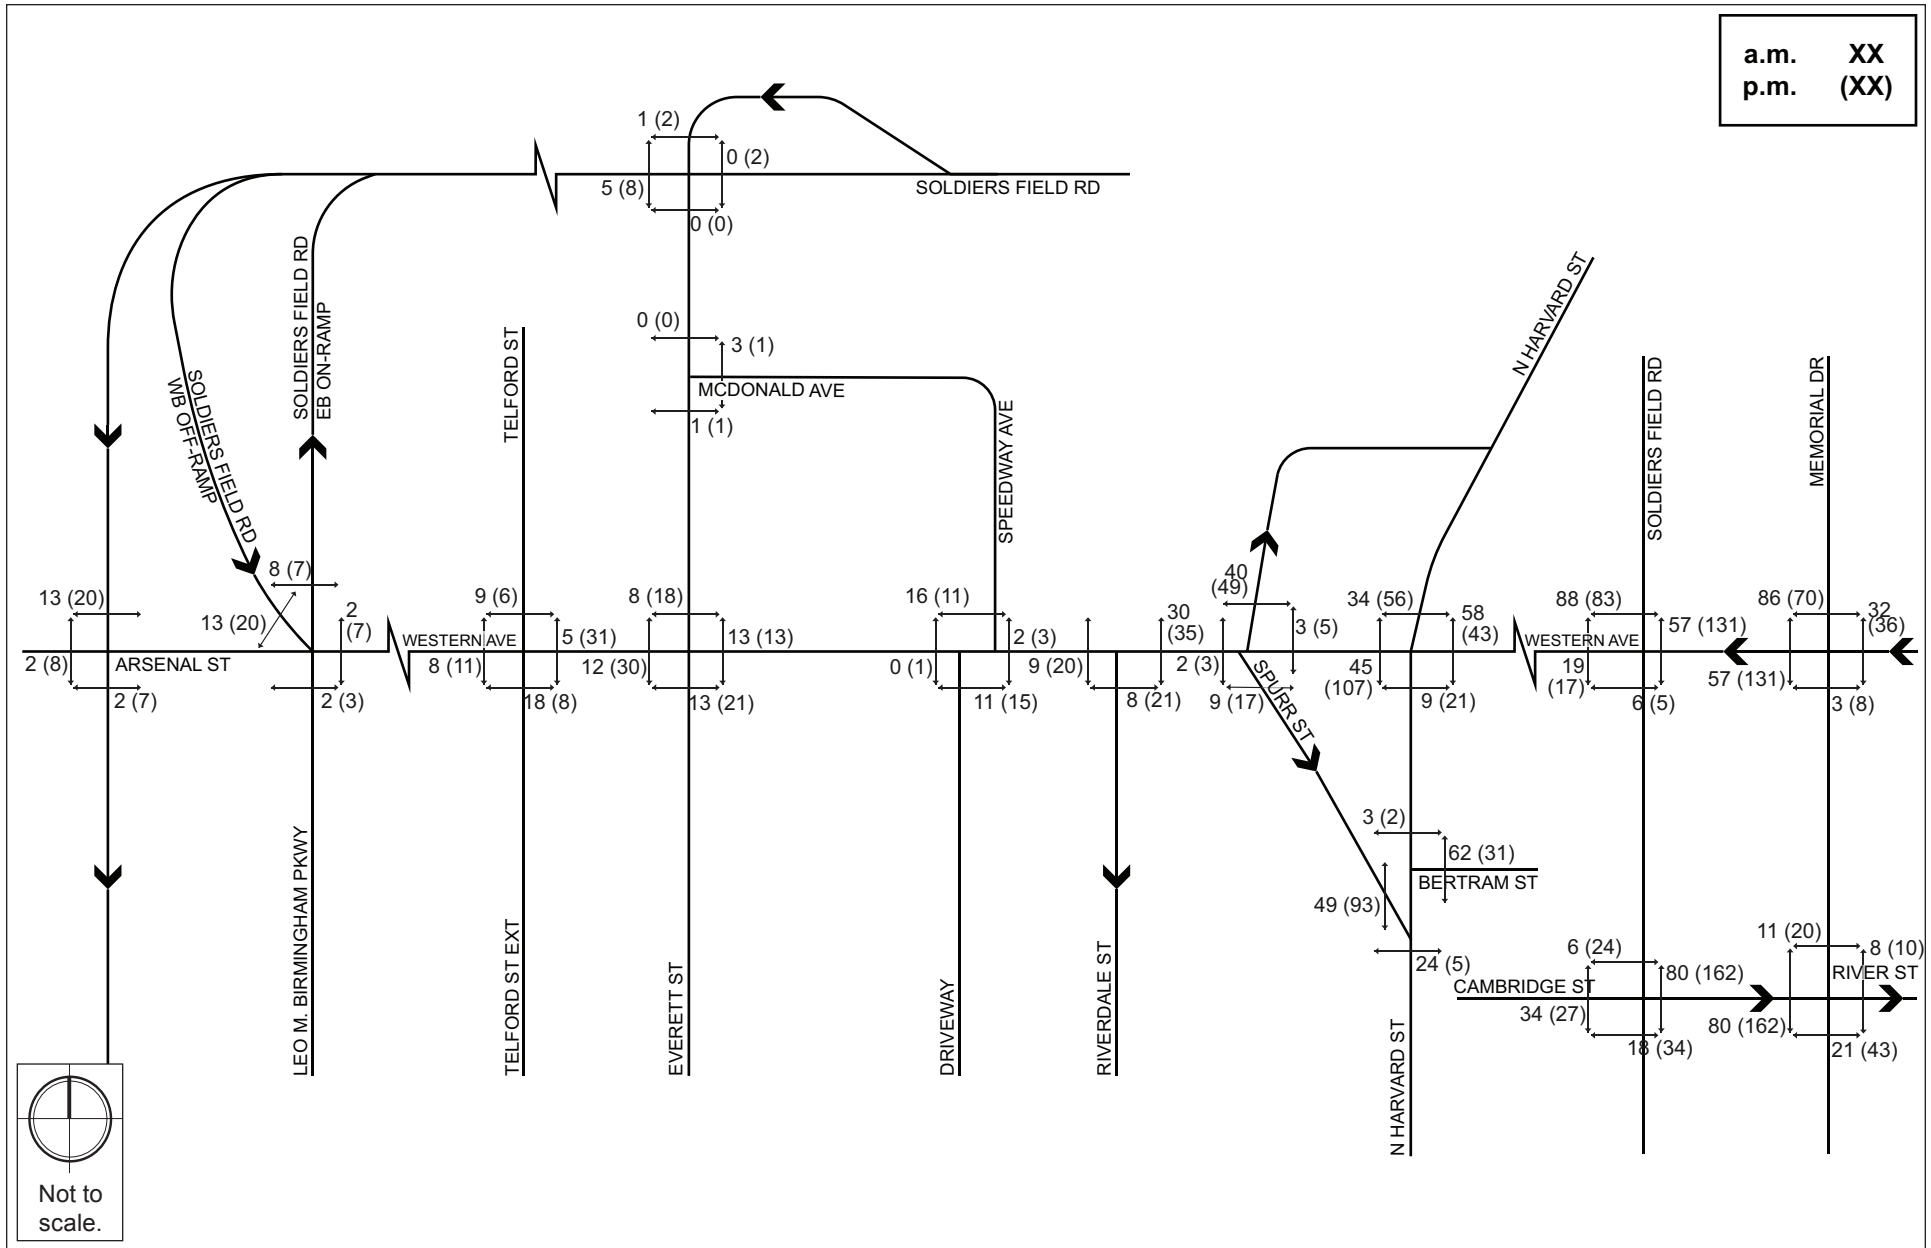 a.m. XX
p.m. (XX)
1 (2)
0 (2)
5 (8)
SOLDIERS FIELD RD
0 (0)
SOLDIERS FIELD RD
EB ON-RAMP
0 (0)
3 (1)
TELFORD ST
MCDONALD AVE
1 (1)
SOLDIERS FIELD RD
WB OFF-RAMP
SPEEDWAY AVE
N HARVARD ST
SOLDIERS FIELD RD
MEMORIAL DR
13 (20)
8 (7)
13 (20)
2
(7)
2 (8)
ARSENAL ST
2 (7)
2 (3)
WESTERN AVE
9 (6)
5 (31)
8 (11)
18 (8)
8 (18)
13 (13)
12 (30)
13 (21)
16 (11)
2 (3)
0 (1)
11 (15)
30
(35)
9 (20)
8 (21)
40
(49)
3 (5)
2 (3)
9 (17)
SPURR ST
34 (56)
58
(43)
45
(107)
9 (21)
WESTERN AVE
88 (83)
57 (131)
19
(17)
6 (5)
86 (70)
32
(36)
57 (131)
3 (8)
3 (2)
62 (31)
BERTRAM ST
49 (93)
24 (5)
LEO M. BIRMINGHAM PKWY
TELFORD ST EXT
EVERETT ST
DRIVEWAY
RIVERDALE ST
N HARVARD ST
6 (24)
80 (162)
CAMBRIDGE ST
34 (27)
18 (34)
11 (20)
8 (10)
RIVER ST
80 (162)
21 (43)
Not to
scale.